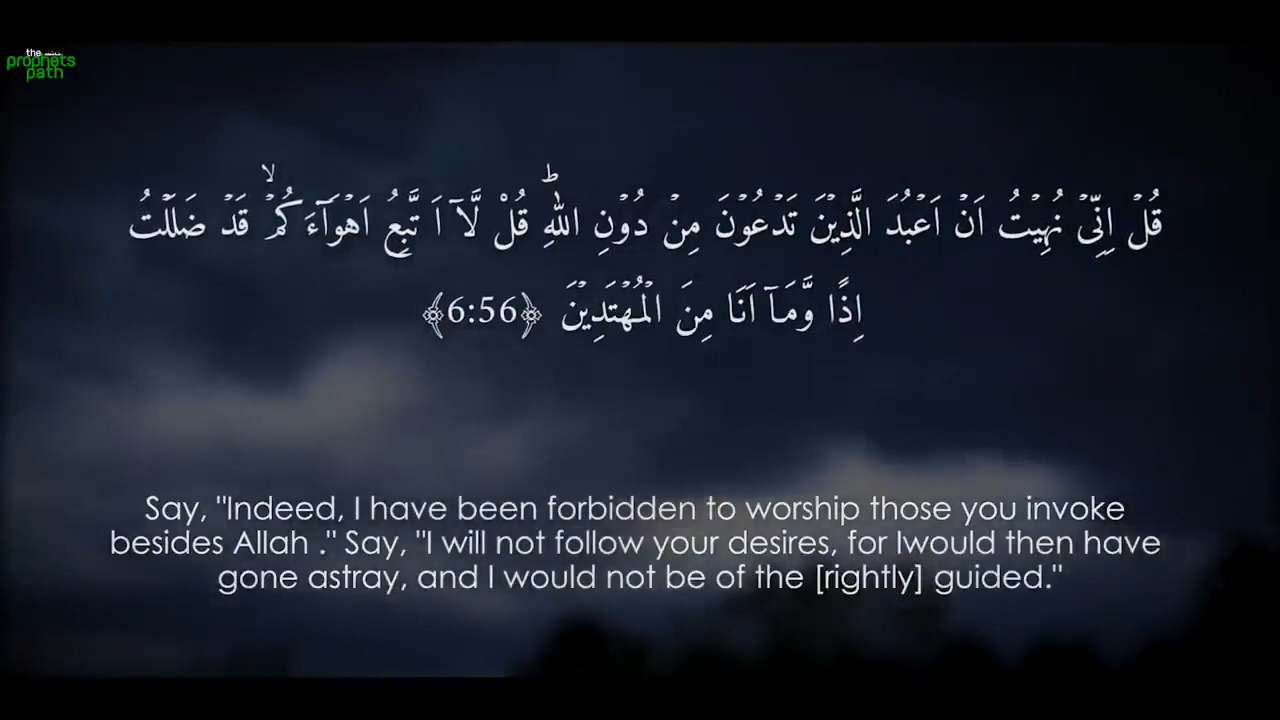 the
prophets
path
قُلۡ اِنِّىۡ نُهِيۡتُ اَنۡ اَعۡبُدَ الَّذِيۡنَ تَدۡعُوۡنَ مِنۡ دُوۡنِ اللّٰهِ‌ؕ قُلْ لَّاۤ اَ تَّبِعُ اَهۡوَآءَكُمۡ‌ۙ قَدۡ ضَلَلۡتُ
اِذًا وَّمَاۤ اَنَا مِنَ الۡمُهۡتَدِيۡنَ ‏﴿6:56﴾
Say, "Indeed, I have been forbidden to worship those you invoke
besides Allah ." Say, "I will not follow your desires, for Iwould then have
gone astray, and I would not be of the [rightly] guided."